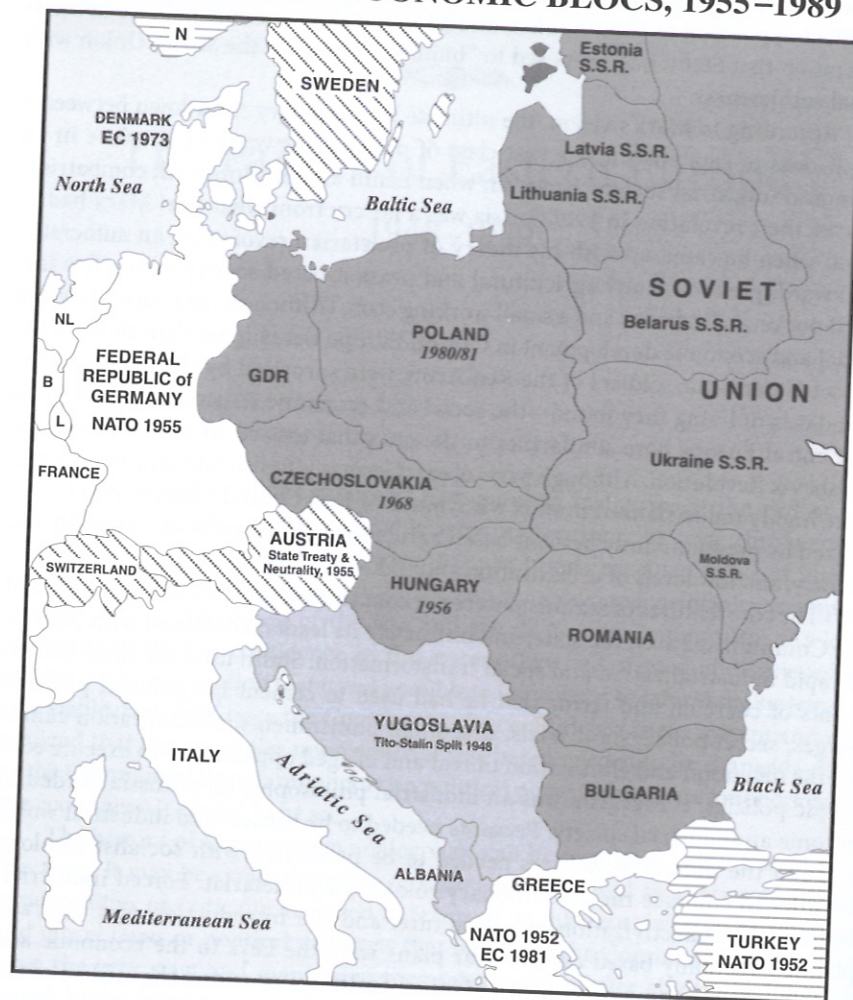 ECONOMIC BLOCS, 1955–1989
N
SWEDEN
Estonia
S.S.R.
DENMARK
EC 1973
Latvia S.S.R.
North Sea
Baltic Sea
Lithuania S.S.R.
SOVIET
Belarus S.S.R.
UNION
NL
POLAND
1980/81
FEDERAL
REPUBLIC of
GERMANY
NATO 1955
GDR
B
L
FRANCE
Ukraine S.S.R.
CZECHOSLOVAKIA
1968
AUSTRIA
State Treaty &
Neutrality, 1955
SWITZERLAND
Moldova
S.S.R.
HUNGARY
1956
ROMANIA
YUGOSLAVIA
Tito-Stalin Split 1948
ITALY
Adriatic Sea
BULGARIA
Black Sea
ALBANIA
GREECE
NATO 1952
EC 1981
Mediterranean Sea
TURKEY
NATO 1952